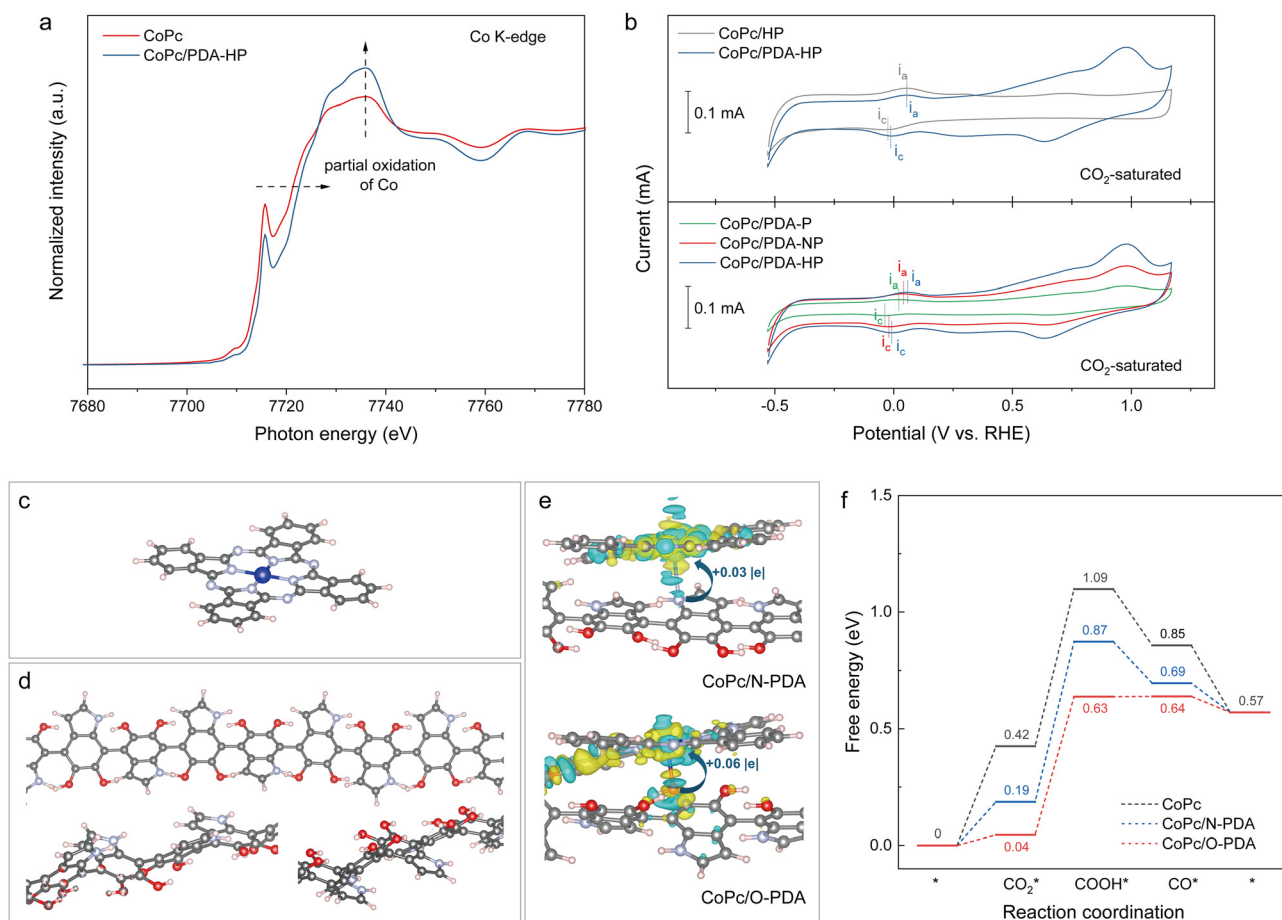 a
CoPc
CoPc/PDA-HP
Co K-edge
partial oxidation
of Co
Normalized intensity (a.u.)
7680
7700
7720
7740
7760
7780
Photon energy (eV)
b
CoPc/HP
CoPc/PDA-HP
0.1 mA
iₐ
iₐ
i꜀
i꜀
CO₂-saturated
CoPc/PDA-P
CoPc/PDA-NP
CoPc/PDA-HP
0.1 mA
iₐ
iₐ
iₐ
i꜀
i꜀
i꜀
CO₂-saturated
Current (mA)
-0.5
0.0
0.5
1.0
Potential (V vs. RHE)
c
d
e
+0.03 |e|
CoPc/N-PDA
+0.06 |e|
CoPc/O-PDA
f
Free energy (eV)
1.5
1.0
0.5
0.0
0
0.42
0.19
0.04
1.09
0.87
0.63
0.85
0.69
0.64
0.57
CoPc
CoPc/N-PDA
CoPc/O-PDA
*
CO₂*
COOH*
CO*
*
Reaction coordination